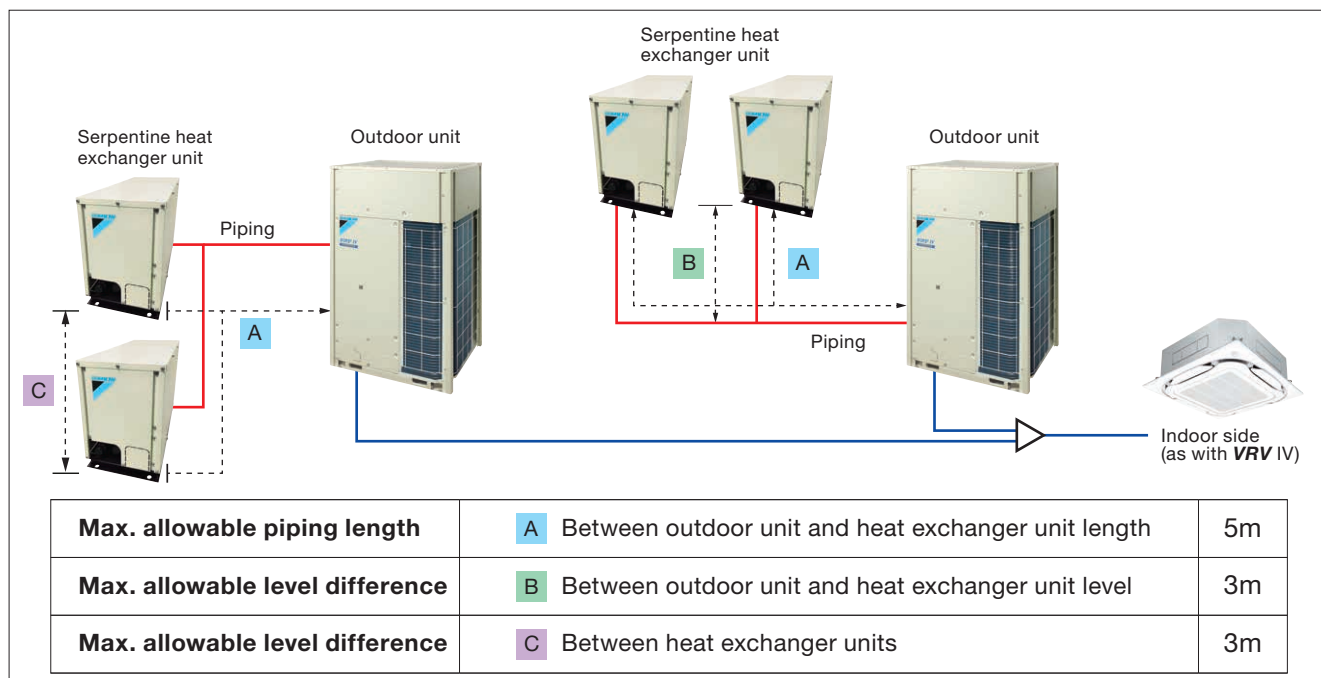 Serpentine heat
exchanger unit
Serpentine heat
exchanger unit
Outdoor unit
Outdoor unit
Piping
B
A
A
Piping
C
Indoor side
(as with VRV IV)
Max. allowable piping length A Between outdoor unit and heat exchanger unit length 5m
Max. allowable level difference B Between outdoor unit and heat exchanger unit level 3m
Max. allowable level difference C Between heat exchanger units 3m